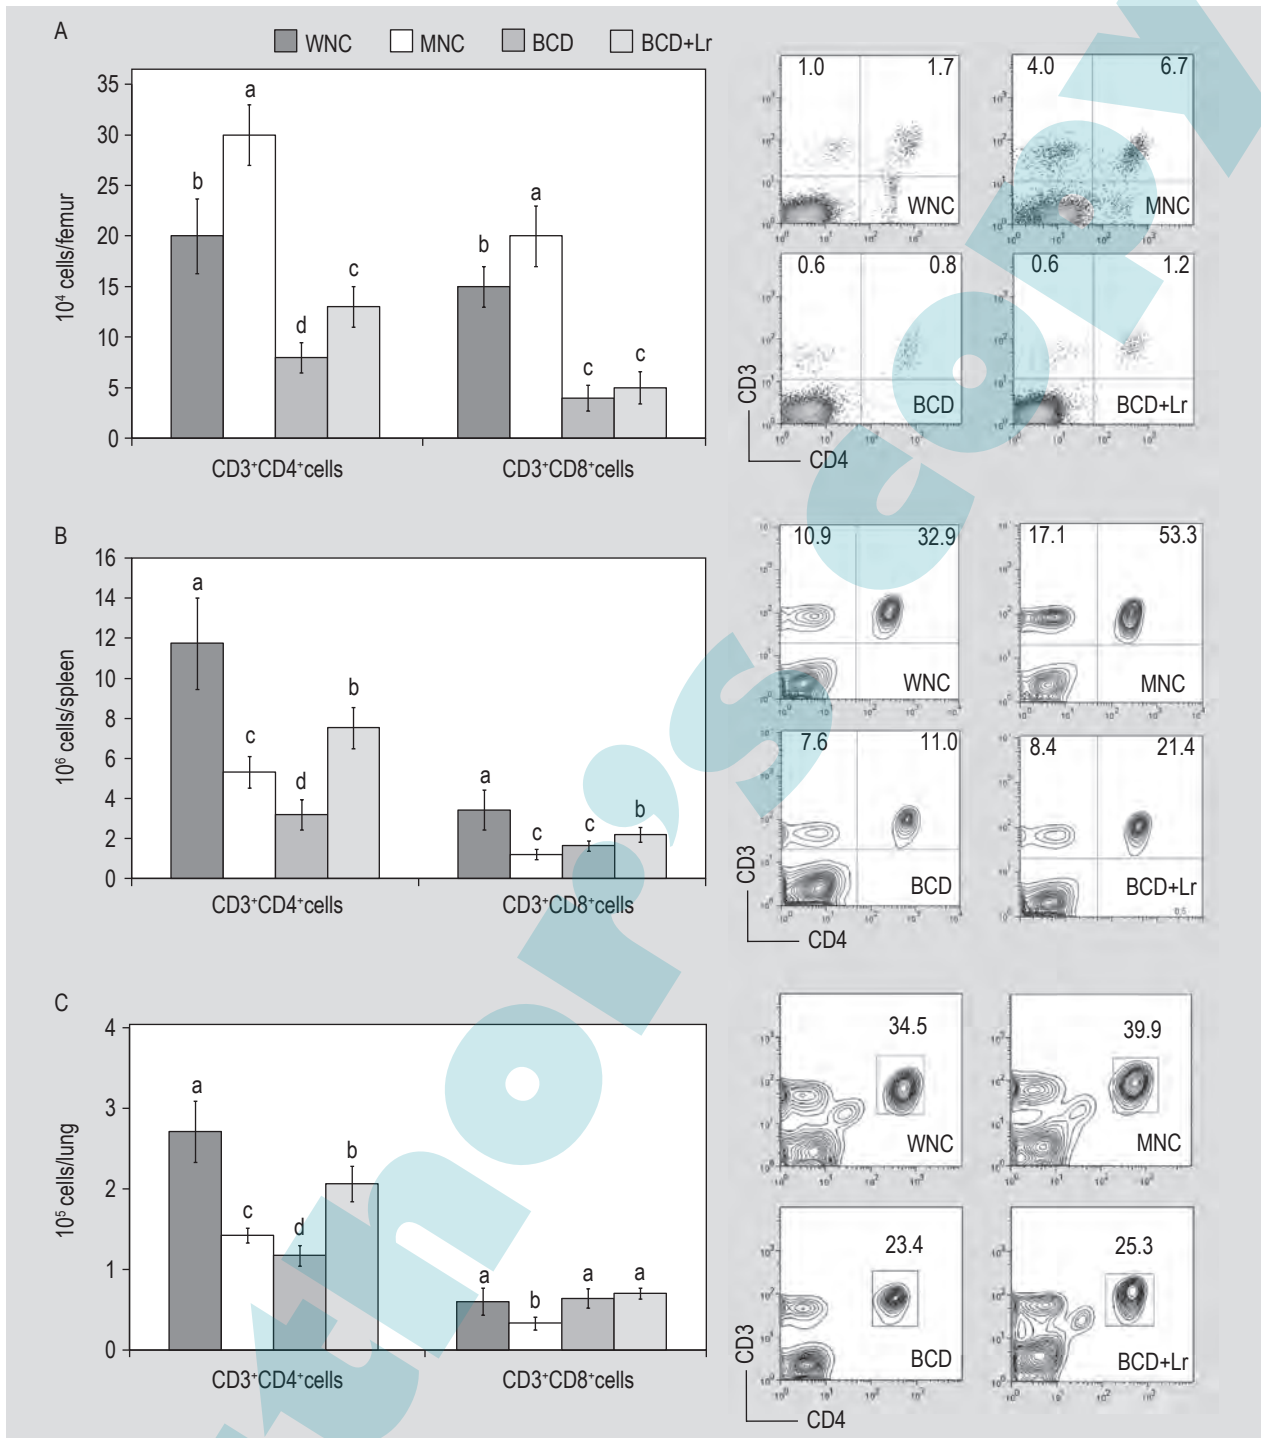 A
WNC MNC BCD BCD+Lr
10⁴ cells/femur
35
30
25
20
15
10
5
0
b
a
d
c
b
a
c
c
CD3⁺CD4⁺cells
CD3⁺CD8⁺cells
1.0 1.7
WNC
4.0 6.7
MNC
0.6 0.8
BCD
0.6 1.2
BCD+Lr
CD3
CD4
B
10⁶ cells/spleen
16
14
12
10
8
6
4
2
0
a
c
d
b
a
c
c
b
CD3⁺CD4⁺cells
CD3⁺CD8⁺cells
10.9 32.9
WNC
17.1 53.3
MNC
7.6 11.0
BCD
8.4 21.4
BCD+Lr
CD3
CD4
C
10⁵ cells/lung
4
3
2
1
0
a
c
d
b
a
b
a
a
CD3⁺CD4⁺cells
CD3⁺CD8⁺cells
34.5
WNC
39.9
MNC
23.4
BCD
25.3
BCD+Lr
CD3
CD4
thor's copy